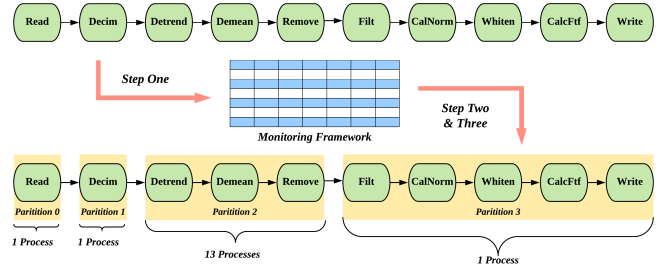 Read Decim Detrend Demean Remove Filt CalNorm Whiten CalcFtf Write
Step One
Step Two
& Three
Monitoring Framework
Read Decim Detrend Demean Remove Filt CalNorm Whiten CalcFtf Write
Paritition 0 Partition 1 Partition 2 Partition 3
1 Process 1 Process 13 Processes 1 Process